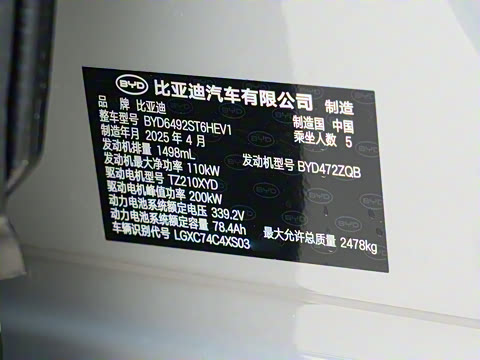 BYD 比亚迪汽车有限公司 制造
品 牌 比亚迪 制造国 中国
整车型号 BYD6492ST6HEV1 乘坐人数 5
制造年月 2025 年 4 月
发动机排量 1498mL 发动机型号 BYD472ZQB
发动机最大净功率 110kW
驱动电机型号 TZ210XYD
驱动电机峰值功率 200kW
动力电池系统额定电压 339.2V
动力电池系统额定容量 78.4Ah 最大允许总质量 2478kg
车辆识别代号 LGXC74C4XS03